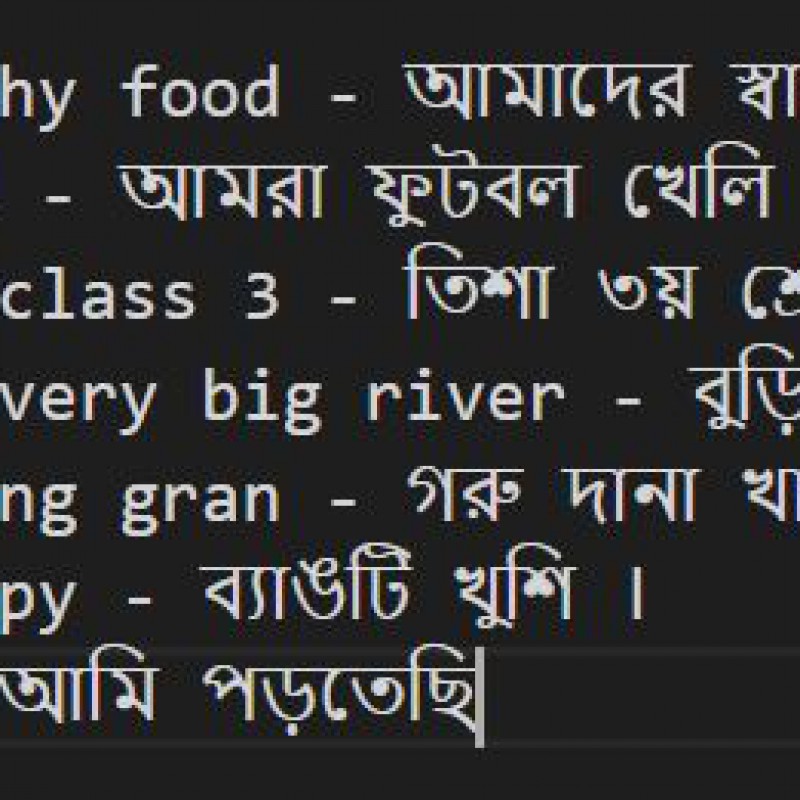 hy food - আমাদের স্বা
- আমরা ফুটবল খেলি
class 3 - তিশা ৩য় শ্রে
very big river - বুড়ি
ng gran - গরু দানা খা
py - ব্যাঙটি খুশি ।
আমি পড়তেছি